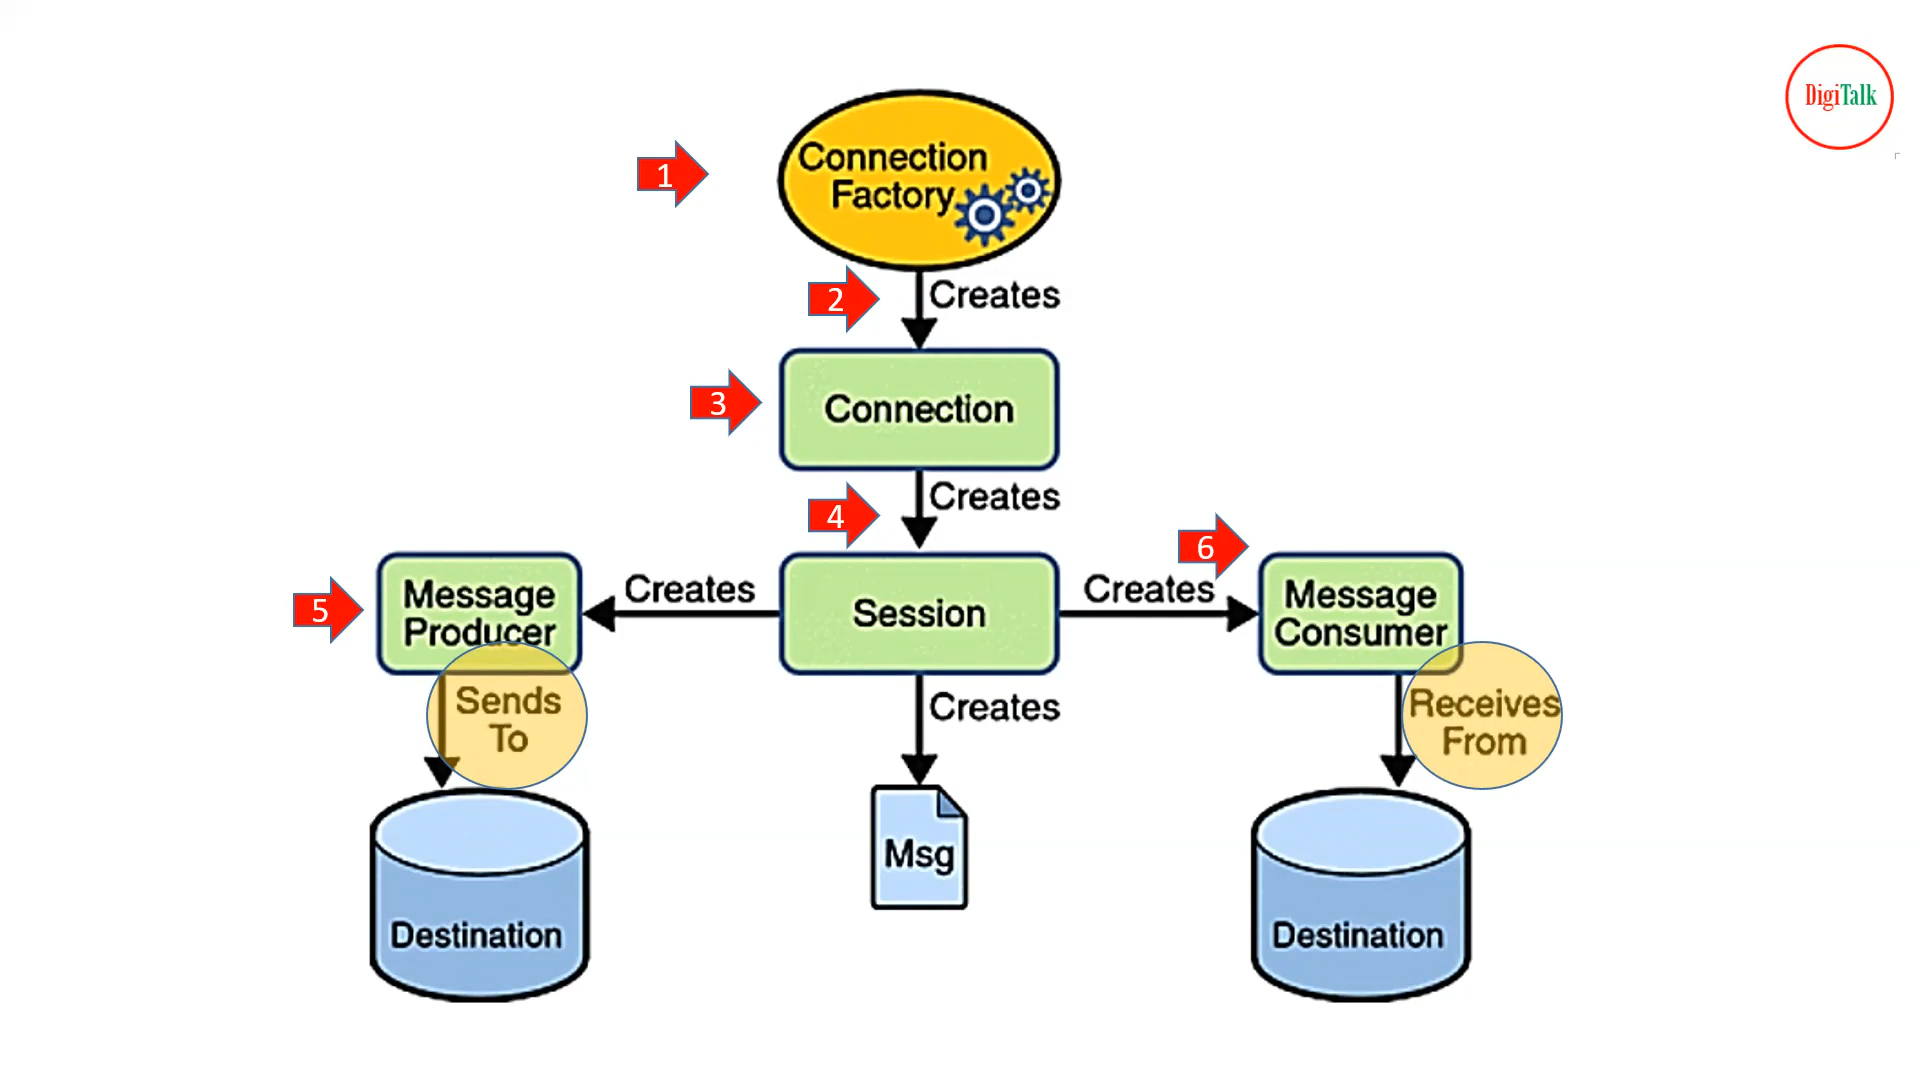 DigiTalk
1
Connection
Factory
2
Creates
3
Connection
4
Creates
5
Message
Producer
Creates
Session
Creates
6
Message
Consumer
Sends
To
Creates
Receives
From
Destination
Msg
Destination